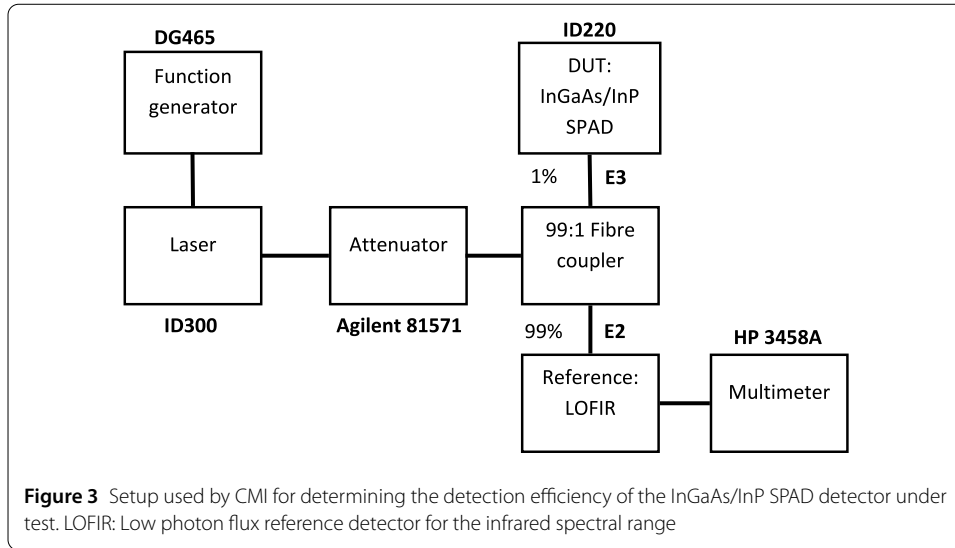 DG465
Function
generator
ID220
DUT:
InGaAs/InP
SPAD
1%
E3
Laser
ID300
Attenuator
Agilent 81571
99:1 Fibre
coupler
99%
E2
Reference:
LOFIR
HP 3458A
Multimeter
Figure 3 Setup used by CMI for determining the detection efficiency of the InGaAs/InP SPAD detector under
test. LOFIR: Low photon flux reference detector for the infrared spectral range